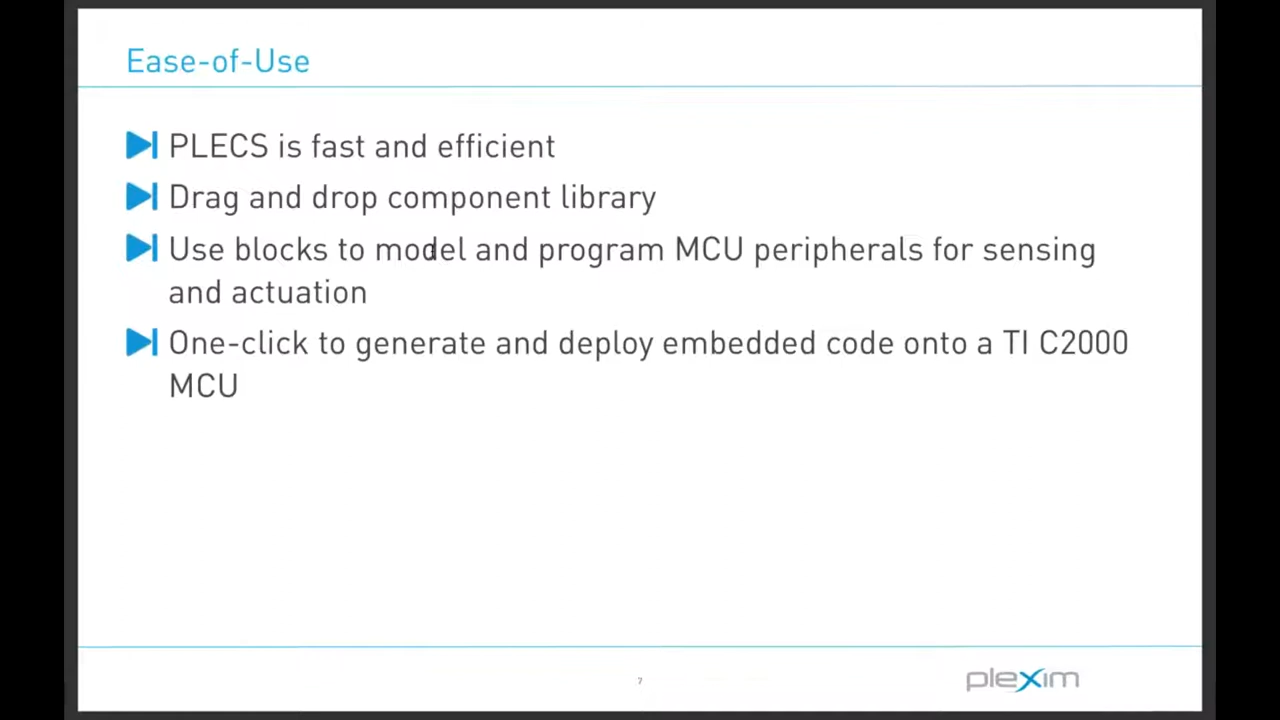 Ease-of-Use
PLECS is fast and efficient
Drag and drop component library
Use blocks to model and program MCU peripherals for sensing
and actuation
One-click to generate and deploy embedded code onto a TI C2000
MCU
7
plexim